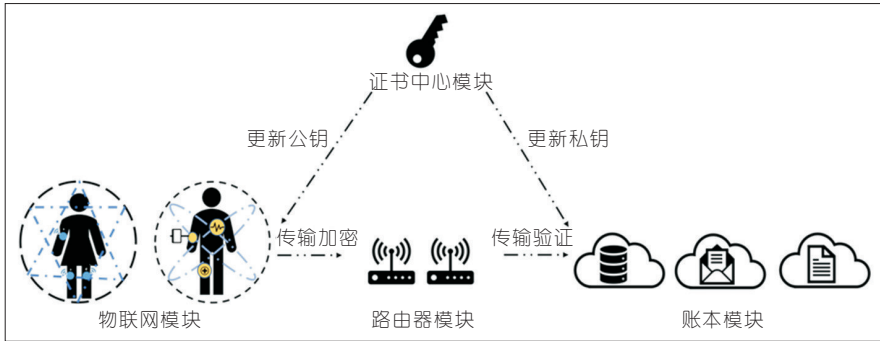 证书中心模块
更新公钥
更新私钥
传输加密
传输验证
物联网模块
路由器模块
账本模块